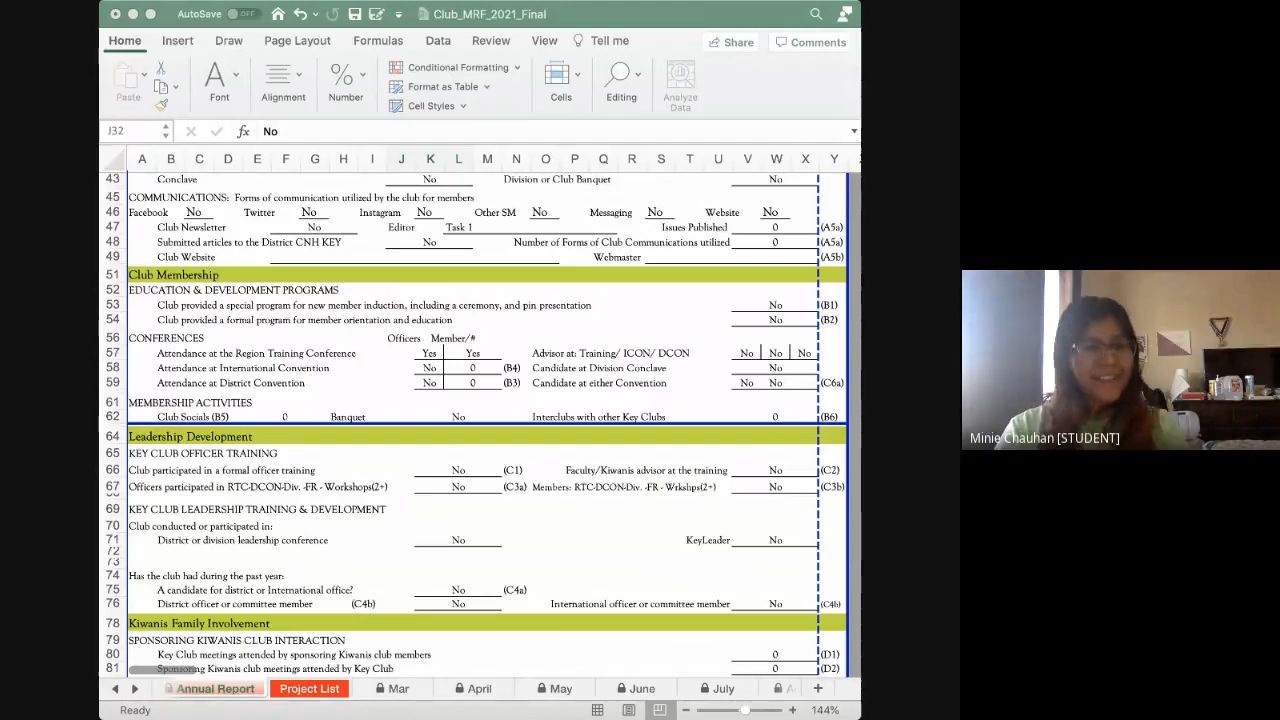 AutoSave OFF Club_MRF_2021_Final
Home Insert Draw Page Layout Formulas Data Review View Tell me Share Comments
Paste Font Alignment Number Conditional Formatting Format as Table Cell Styles Cells Editing Analyze Data
J32 fx No
A B C D E F G H I J K L M N O P Q R S T U V W X Y
43 Conclave No Division or Club Banquet No
45 COMMUNICATIONS: Forms of communication utilized by the club for members
46 Facebook No Twitter No Instagram No Other SM No Messaging No Website No
47 Club Newsletter No Editor Task 1 Issues Published 0 (A5a)
48 Submitted articles to the District CNH KEY No Number of Forms of Club Communications utilized 0 (A5a)
49 Club Website Webmaster (A5b)
51 Club Membership
52 EDUCATION & DEVELOPMENT PROGRAMS
53 Club provided a special program for new member induction, including a ceremony, and pin presentation No (B1)
54 Club provided a formal program for member orientation and education No (B2)
56 CONFERENCES Officers Member/#
57 Attendance at the Region Training Conference Yes Yes Advisor at: Training/ ICON/ DCON No No No
58 Attendance at International Convention No 0 (B4) Candidate at Division Conclave No
59 Attendance at District Convention No 0 (B3) Candidate at either Convention No No (C6a)
61 MEMBERSHIP ACTIVITIES
62 Club Socials (B5) 0 Banquet No Interclubs with other Key Clubs 0 (B6)
64 Leadership Development
65 KEY CLUB OFFICER TRAINING
66 Club participated in a formal officer training No (C1) Faculty/Kiwanis advisor at the training No (C2)
67 Officers participated in RTC-DCON-Div. -FR - Workshops(2+) No (C3a) Members: RTC-DCON-Div. -FR - Wrkshps(2+) No (C3b)
69 KEY CLUB LEADERSHIP TRAINING & DEVELOPMENT
70 Club conducted or participated in:
71 District or division leadership conference No KeyLeader No
72
73
74 Has the club had during the past year:
75 A candidate for district or International office? No (C4a)
76 District officer or committee member (C4b) No International officer or committee member No (C4b)
78 Kiwanis Family Involvement
79 SPONSORING KIWANIS CLUB INTERACTION
80 Key Club meetings attended by sponsoring Kiwanis club members 0 (D1)
81 Sponsoring Kiwanis club meetings attended by Key Club 0 (D2)
Annual Report Project List Mar April May June July
Ready 144%
Minie Chauhan [STUDENT]